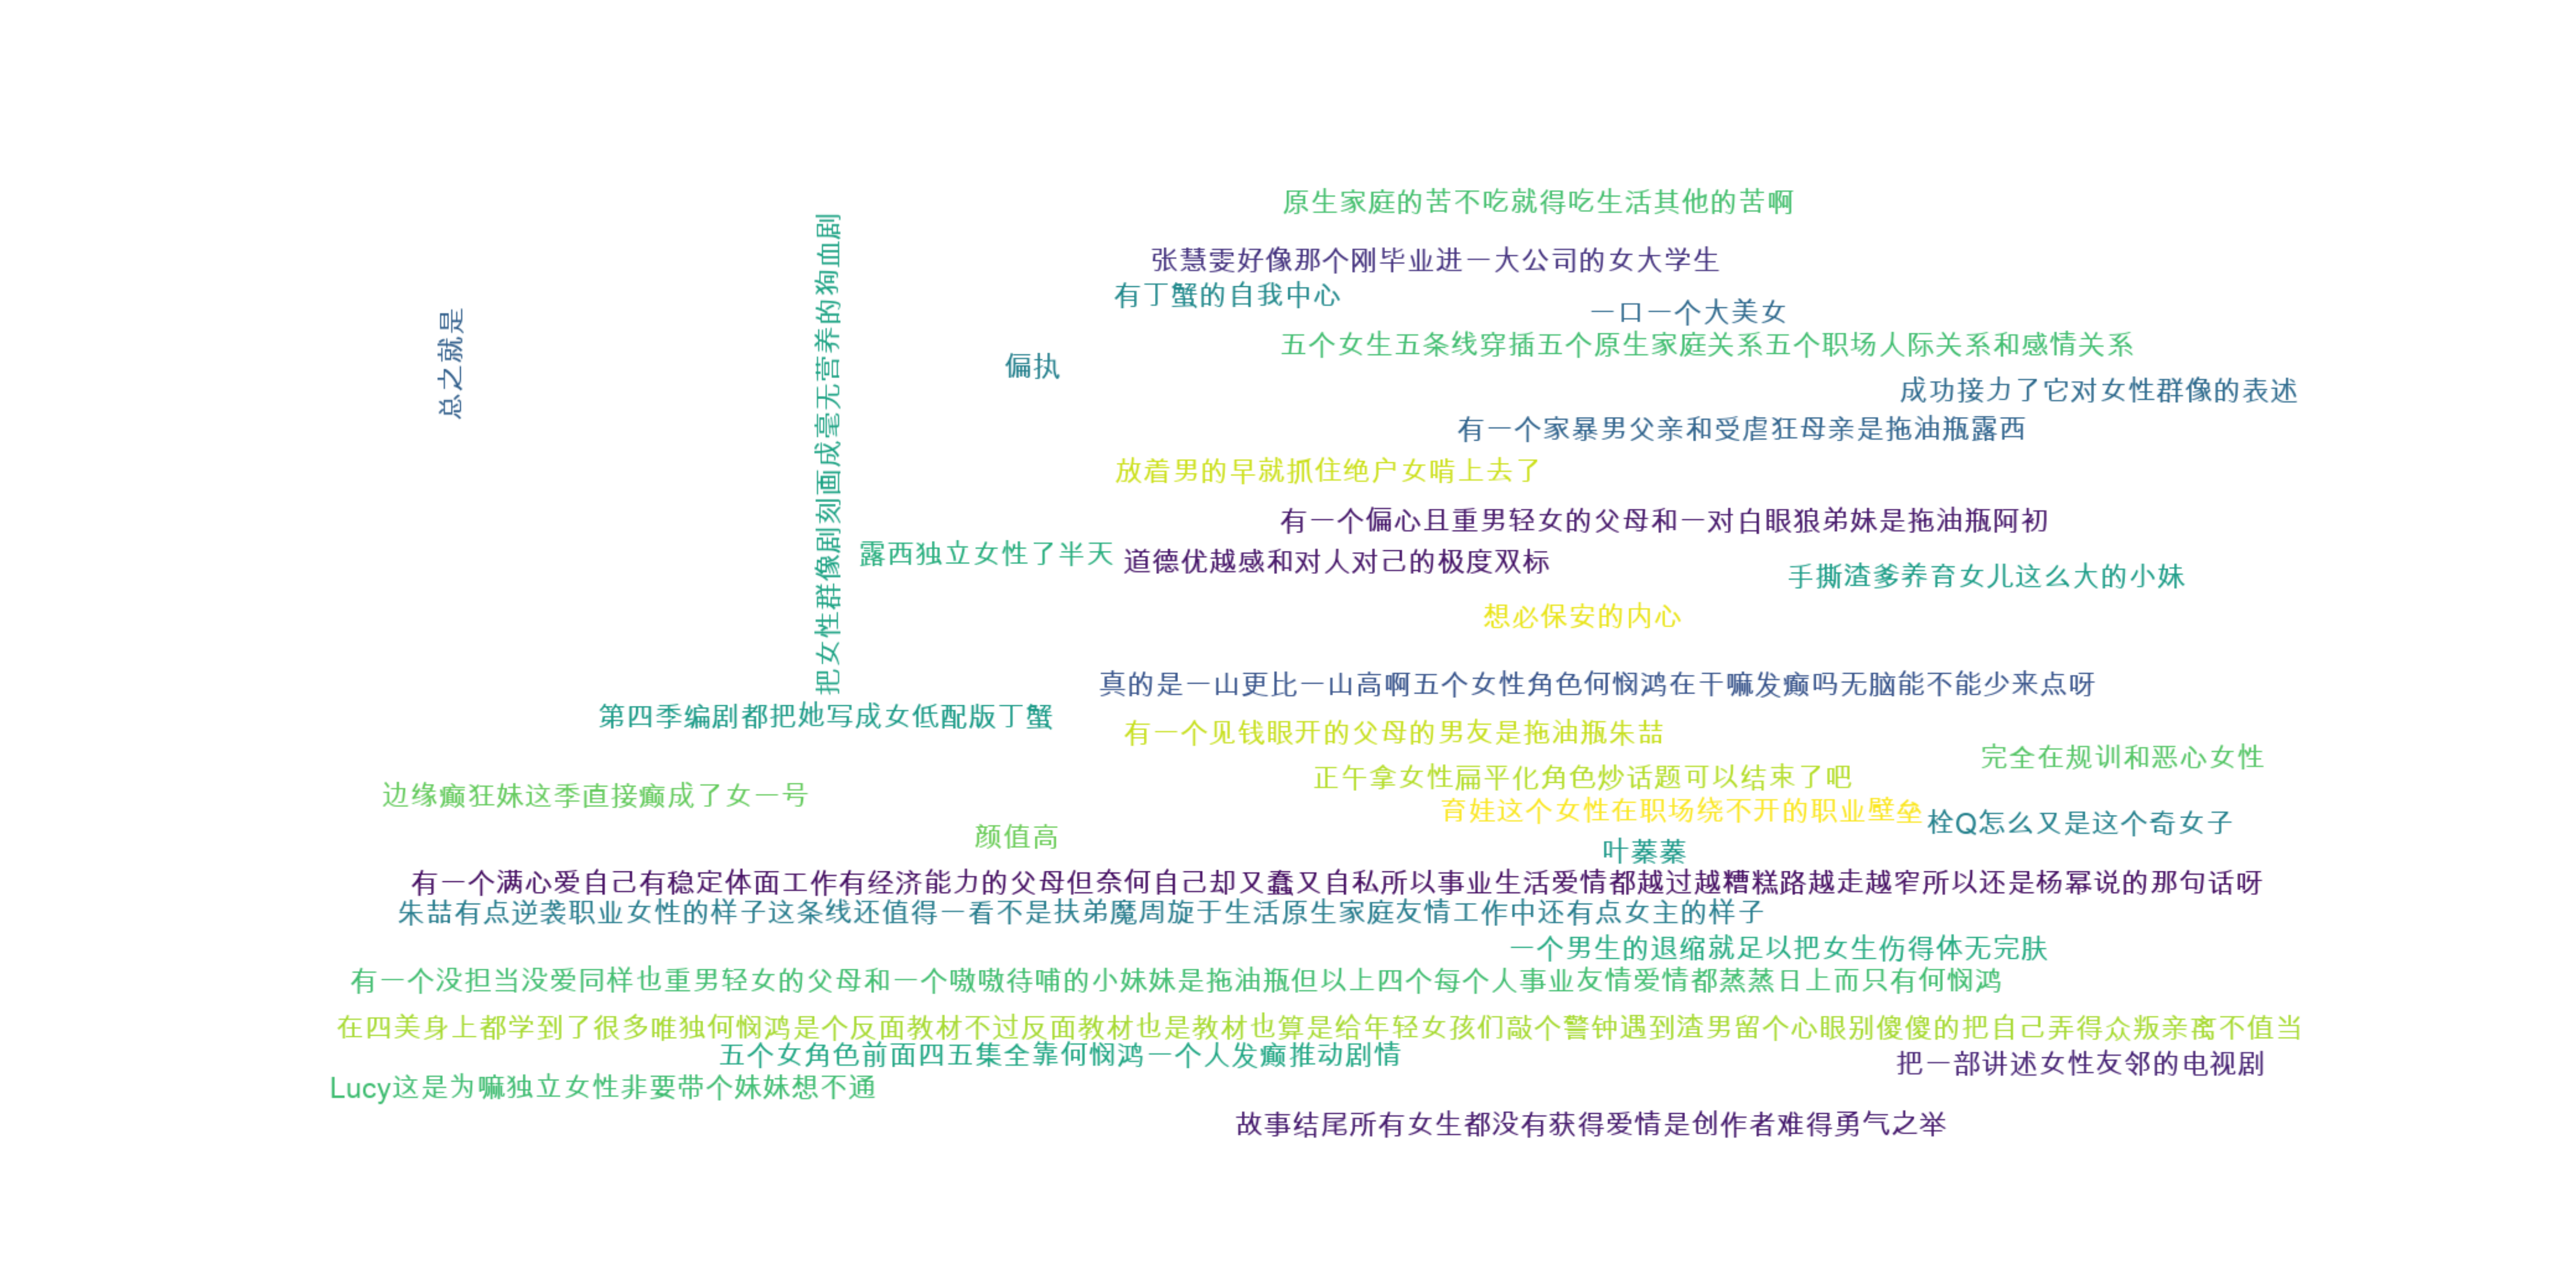 原生家庭的苦不吃就得吃生活其他的苦啊
张慧雯好像那个刚毕业进一大公司的女大学生
有丁蟹的自我中心
一口一个大美女
总之就是
把女性群像剧刻画成毫无营养的狗血剧
五个女生五条线穿插五个原生家庭关系五个职场人际关系和感情关系
偏执
成功接力了它对女性群像的表述
有一个家暴男父亲和受虐狂母亲是拖油瓶露西
放着男的早就抓住绝户女啃上去了
有一个偏心且重男轻女的父母和一对白眼狼弟妹是拖油瓶阿初
露西独立女性了半天
道德优越感和对人对己的极度双标
手撕渣爹养育女儿这么大的小妹
想必保安的内心
真的是一山更比一山高啊五个女性角色何悯鸿在干嘛发癫吗无脑能不能少来点呀
第四季编剧都把她写成女低配版丁蟹
有一个见钱眼开的父母的男友是拖油瓶朱喆
完全在规训和恶心女性
正午拿女性扁平化角色炒话题可以结束了吧
边缘癫狂妹这季直接癫成了女一号
育娃这个女性在职场绕不开的职业壁垒
栓Q怎么又是这个奇女子
颜值高
叶蓁蓁
有一个满心爱自己有稳定体面工作有经济能力的父母但奈何自己却又蠢又自私所以事业生活爱情都越过越糟糕路越走越窄所以还是杨幂说的那句话呀
朱喆有点逆袭职业女性的样子这条线还值得一看不是扶弟魔周旋于生活原生家庭友情工作中还有点女主的样子
一个男生的退缩就足以把女生伤得体无完肤
有一个没担当没爱同样也重男轻女的父母和一个嗷嗷待哺的小妹妹是拖油瓶但以上四个每个人事业友情爱情都蒸蒸日上而只有何悯鸿
在四美身上都学到了很多唯独何悯鸿是个反面教材不过反面教材也是教材也算是给年轻女孩们敲个警钟遇到渣男留个心眼别傻傻的把自己弄得众叛亲离不值当
五个女角色前面四五集全靠何悯鸿一个人发癫推动剧情
把一部讲述女性友邻的电视剧
Lucy这是为嘛独立女性非要带个妹妹想不通
故事结尾所有女生都没有获得爱情是创作者难得勇气之举